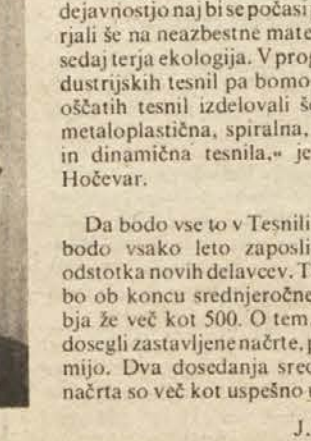 dejavnostjo naj bi se počasi
rjali še na neazbestne mate
sedaj terja ekologija. V prog
dustrijskih tesnil pa bomo
oščatih tesnil izdelovali še
metaloplastična, spiralna,
in dinamična tesnila,« je
Hočevar.
Da bodo vse to v Tesnili
bodo vsako leto zaposli
odstotka novih delavcev. T
bo ob koncu srednjeročne
bja že več kot 500. O tem,
dosegli zastavljene načrte, p
mijo. Dva dosedanja sred
načrta so več kot uspešno u
J.